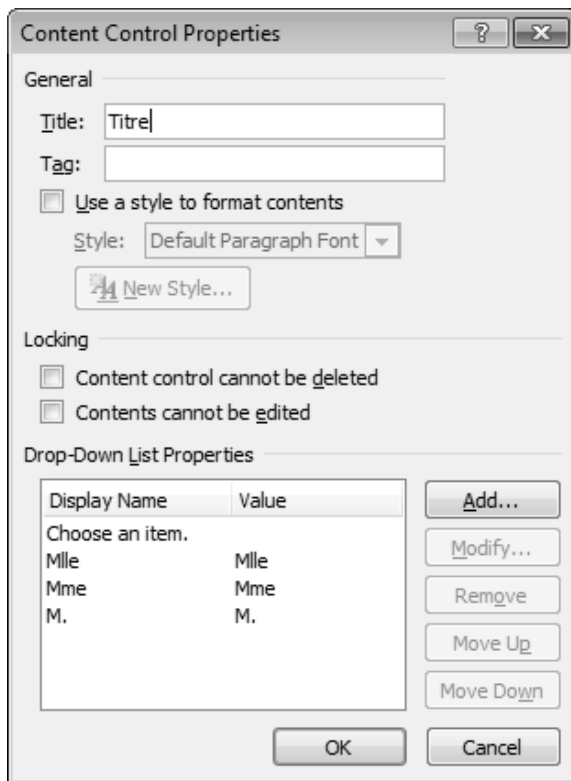 Content Control Properties
General
Title: Titre
Tag:
Use a style to format contents
Style: Default Paragraph Font
New Style...
Locking
Content control cannot be deleted
Contents cannot be edited
Drop-Down List Properties
Display Name Value Add...
Choose an item.
Mlle Mlle Modify...
Mme Mme Remove
M. M.
Move Up
Move Down
OK Cancel